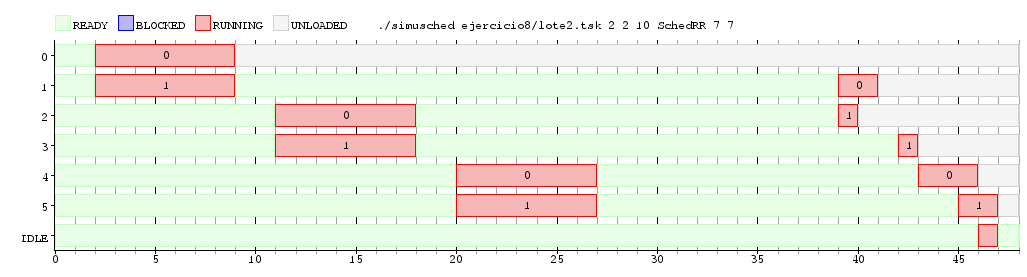 READY BLOCKED RUNNING UNLOADED ./simusched ejercicio8/lote2.tsk 2 2 10 SchedRR 7 7
0 0
1 1 0
2 0 1
3 1 1
4 0 0
5 1 1
IDLE
0 5 10 15 20 25 30 35 40 45